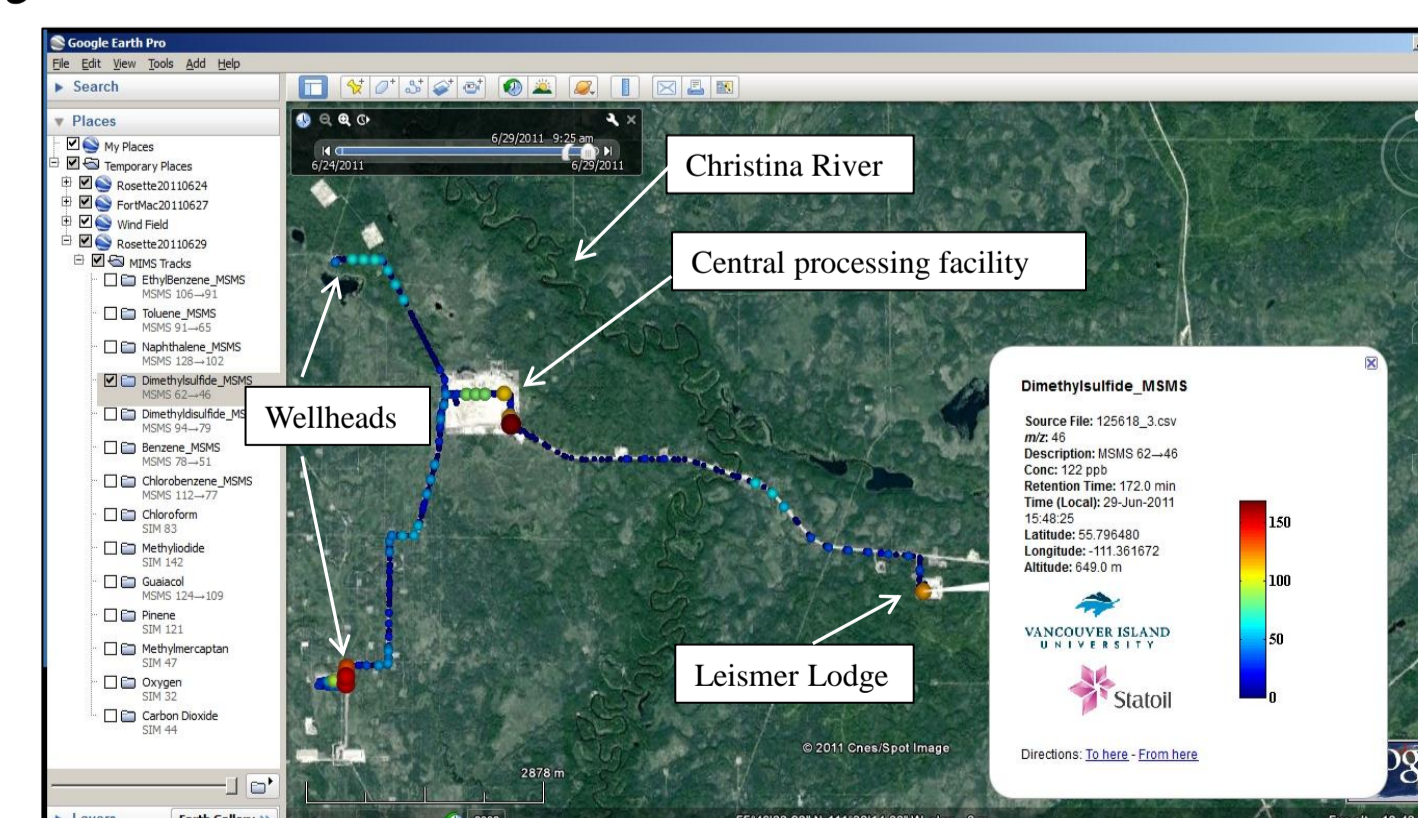 Google Earth Pro
File Edit View Tools Add Help
Search
Places
My Places
Temporary Places
Rosette20110624
FortMac20110627
Wind Field
Rosette20110629
MIMS Tracks
EthylBenzene_MSMS
MSMS 106→91
Toluene_MSMS
MSMS 91→65
Naphthalene_MSMS
MSMS 128→102
Dimethylsulfide_MSMS
MSMS 62→46
Dimethyldisulfide_MS
MSMS 94→79
Benzene_MSMS
MSMS 78→51
Chlorobenzene_MSMS
MSMS 112→77
Chloroform
SIM 83
Methyliodide
SIM 142
Guaiacol
MSMS 124→109
Pinene
SIM 121
Methylmercaptan
SIM 47
Oxygen
SIM 32
Carbon Dioxide
SIM 44
Earth Gallery >>
6/29/2011 9:25 am
6/24/2011
6/29/2011
Christina River
Central processing facility
Wellheads
Leismer Lodge
© 2011 Cnes/Spot Image
2878 m
Dimethylsulfide_MSMS
Source File: 125618_3.csv
m/z: 46
Description: MSMS 62→46
Conc: 122 ppb
Retention Time: 172.0 min
Time (Local): 29-Jun-2011
15:48:25
Latitude: 55.796480
Longitude: -111.361672
Altitude: 649.0 m
150
100
50
0
VANCOUVER ISLAND
UNIVERSITY
Statoil
Directions: To here - From here